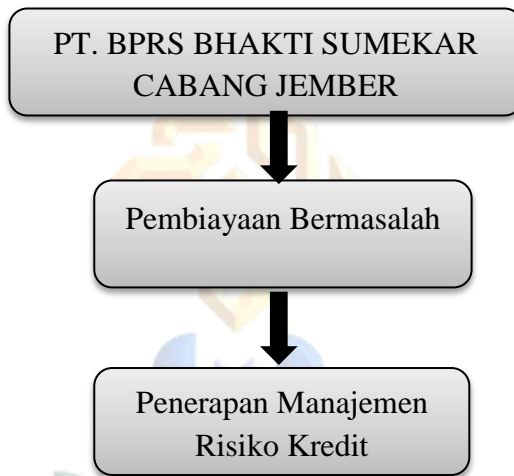 PT. BPRS BHAKTI SUMEKAR
CABANG JEMBER
Pembiayaan Bermasalah
Penerapan Manajemen
Risiko Kredit